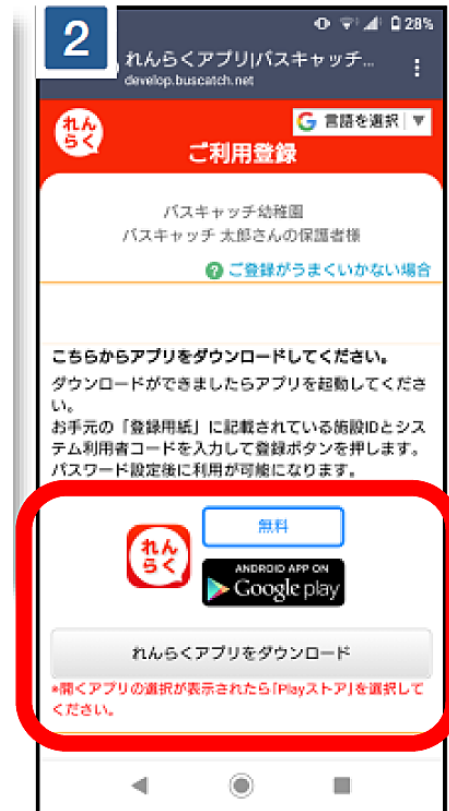 2
28%
れんらくアプリ|バスキャッチ...
develop.buscatch.net
れん
らく
G 言語を選択 ▼
ご利用登録
バスキャッチ幼稚園
バスキャッチ 太郎さんの保護者様
? ご登録がうまくいかない場合
こちらからアプリをダウンロードしてください。
ダウンロードができましたらアプリを起動してくださ
い。
お手元の「登録用紙」に記載されている施設IDとシス
テム利用者コードを入力して登録ボタンを押します。
パスワード設定後に利用が可能になります。
無料
れん
らく
ANDROID APP ON
Google play
れんらくアプリをダウンロード
*開くアプリの選択が表示されたら「Playストア」を選択して
ください。